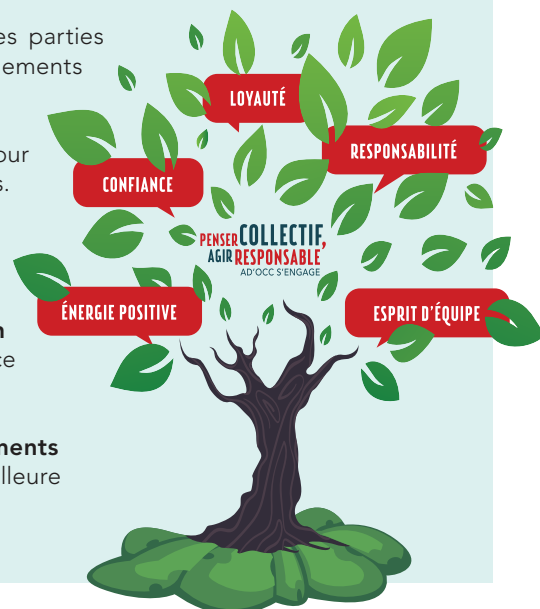 es parties
ements
our
s.
n
ce
ments
lleure
LOYAUTÉ
RESPONSABILITÉ
CONFIANCE
PENSER COLLECTIF,
AGIR RESPONSABLE
AD'OCC S'ENGAGE
ÉNERGIE POSITIVE
ESPRIT D'ÉQUIPE